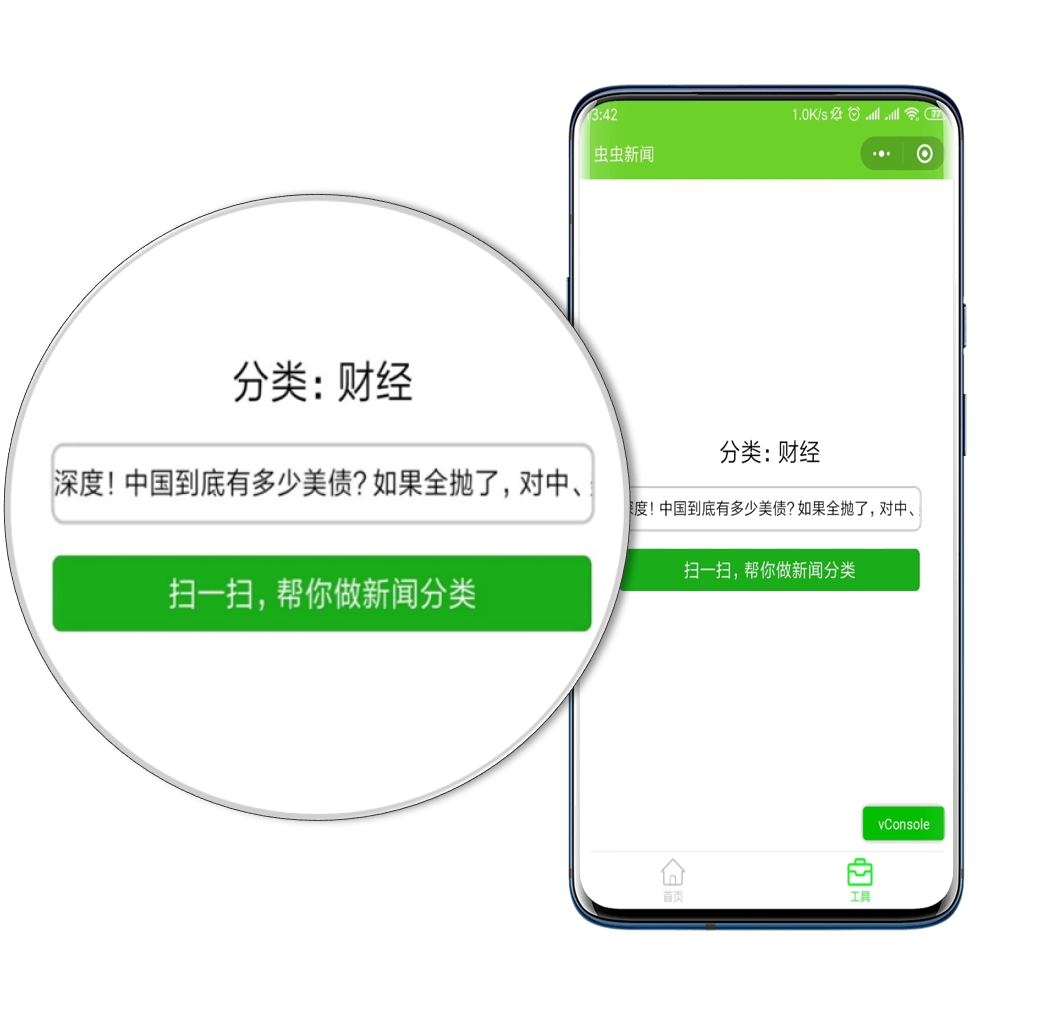 3:42
1.0K/s
77
虫虫新闻
分类：财经
深度！中国到底有多少美债？如果全抛了，对中、
扫一扫，帮你做新闻分类
分类：财经
度！中国到底有多少美债？如果全抛了，对中、
扫一扫，帮你做新闻分类
vConsole
首页
工具